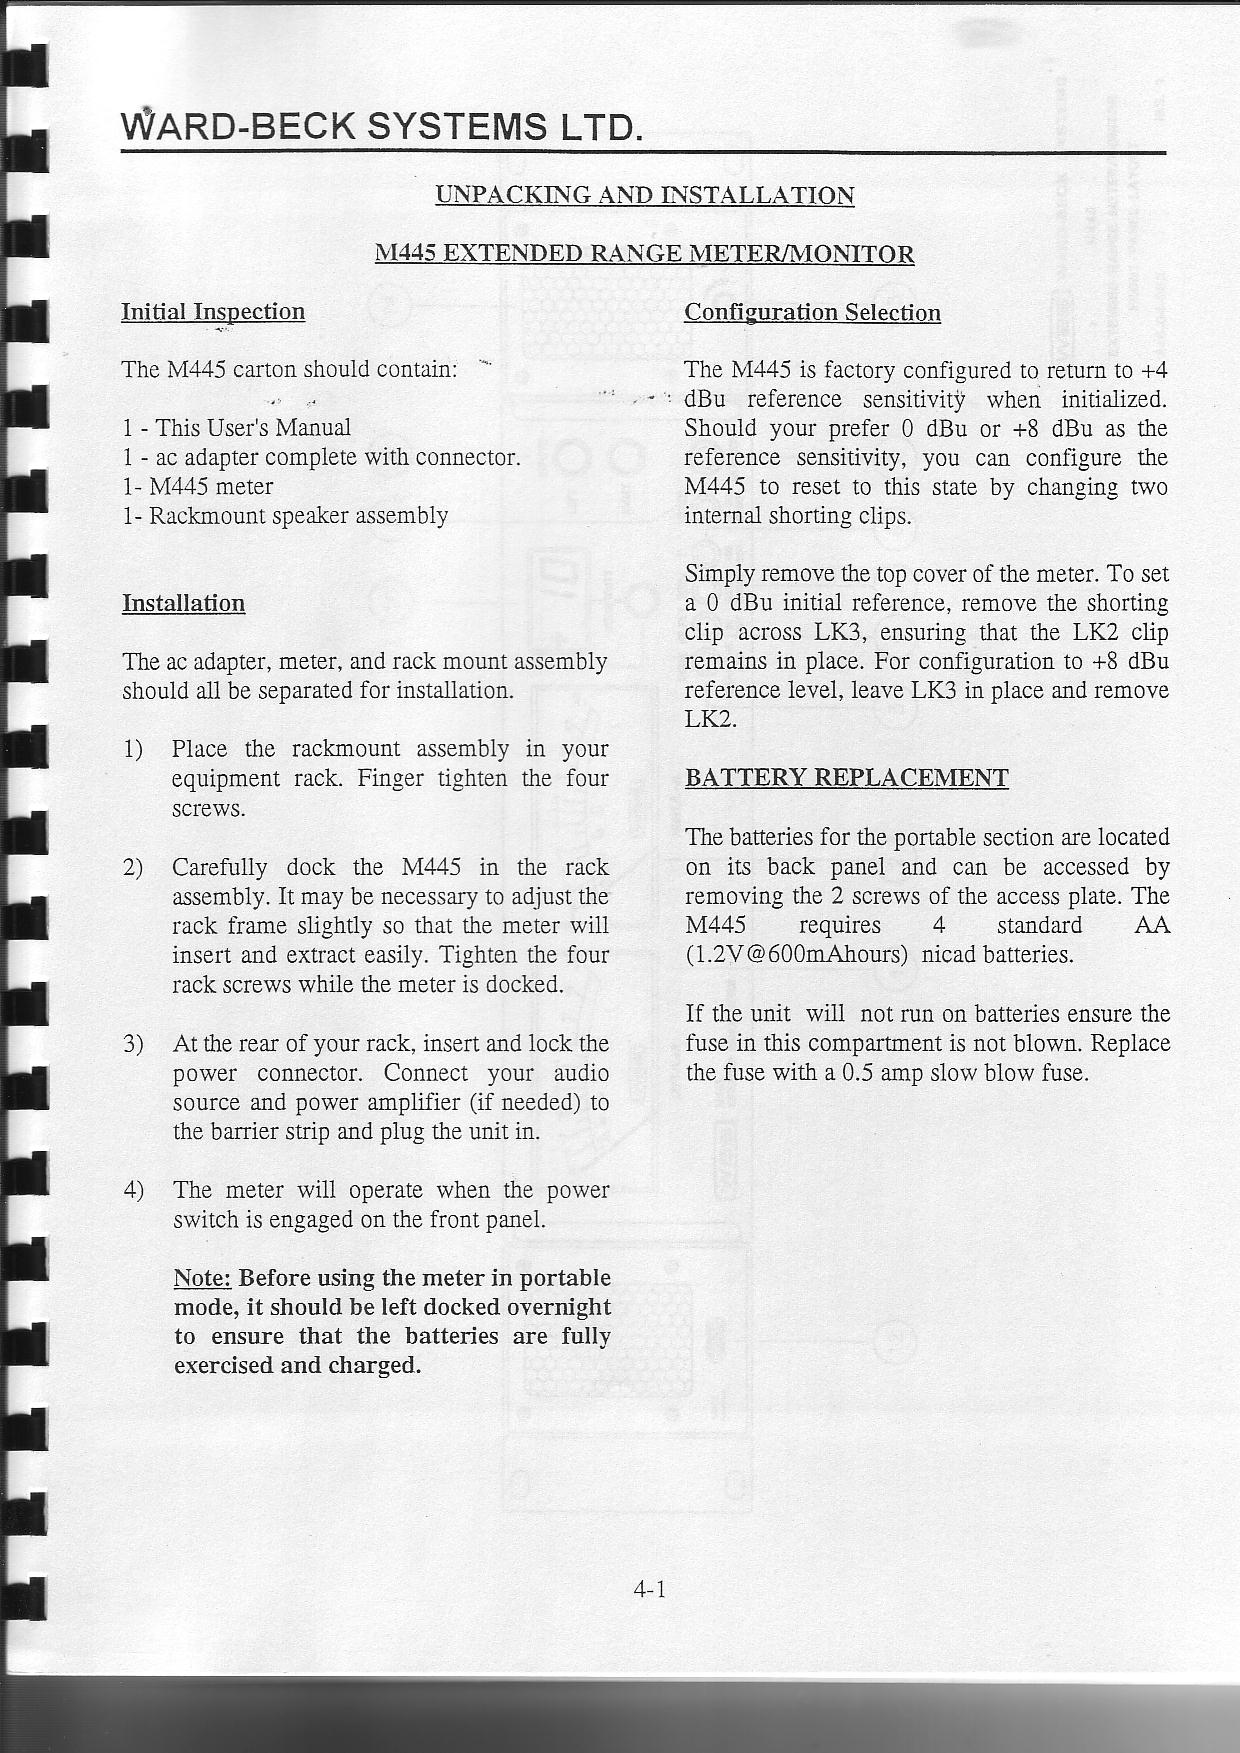 WARD-BECK SYSTEMS LTD.
UNPACKING AND INSTALLATION
M445 EXTENDED RANGE METER/MONITOR
Initial Inspection
The M445 carton should contain:
1 - This User's Manual
1 - ac adapter complete with connector.
1- M445 meter
1- Rackmount speaker assembly
Installation
The ac adapter, meter, and rack mount assembly
should all be separated for installation.
1) Place the rackmount assembly in your
equipment rack. Finger tighten the four
screws.
2) Carefully dock the M445 in the rack
assembly. It may be necessary to adjust the
rack frame slightly so that the meter will
insert and extract easily. Tighten the four
rack screws while the meter is docked.
3) At the rear of your rack, insert and lock the
power connector. Connect your audio
source and power amplifier (if needed) to
the barrier strip and plug the unit in.
4) The meter will operate when the power
switch is engaged on the front panel.
Note: Before using the meter in portable
mode, it should be left docked overnight
to ensure that the batteries are fully
exercised and charged.
Configuration Selection
The M445 is factory configured to return to +4
dBu reference sensitivity when initialized.
Should your prefer 0 dBu or +8 dBu as the
reference sensitivity, you can configure the
M445 to reset to this state by changing two
internal shorting clips.
Simply remove the top cover of the meter. To set
a 0 dBu initial reference, remove the shorting
clip across LK3, ensuring that the LK2 clip
remains in place. For configuration to +8 dBu
reference level, leave LK3 in place and remove
LK2.
BATTERY REPLACEMENT
The batteries for the portable section are located
on its back panel and can be accessed by
removing the 2 screws of the access plate. The
M445 requires 4 standard AA
(1.2V@600mAhours) nicad batteries.
If the unit will not run on batteries ensure the
fuse in this compartment is not blown. Replace
the fuse with a 0.5 amp slow blow fuse.
4-1